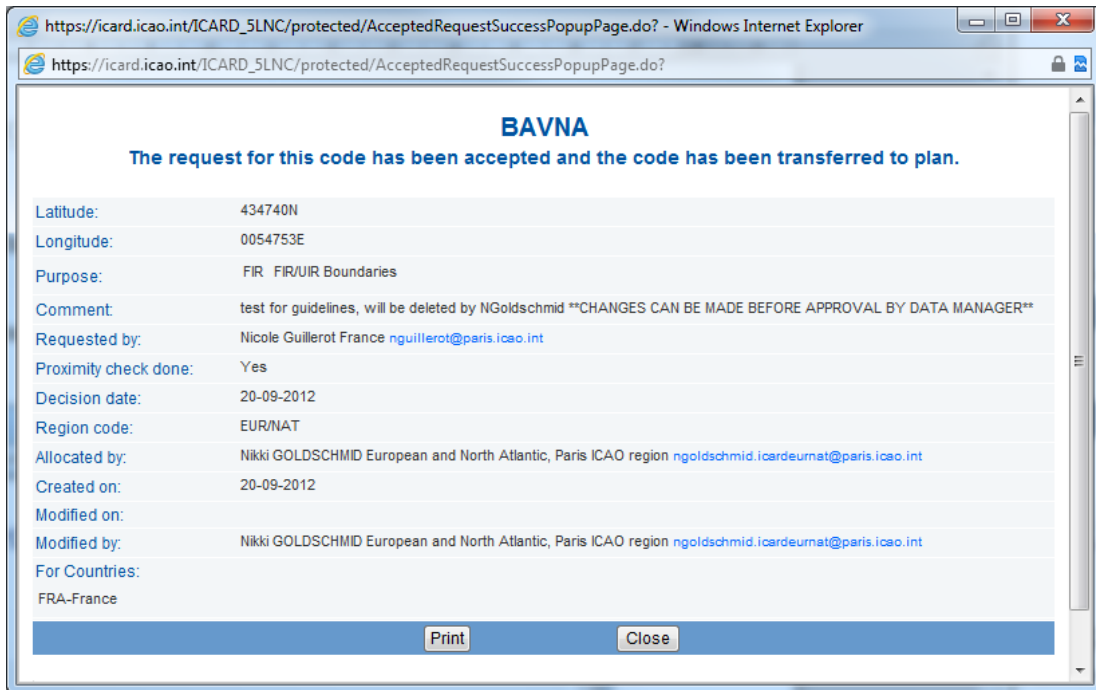 https://icard.icao.int/ICARD_5LNC/protected/AcceptedRequestSuccessPopupPage.do? - Windows Internet Explorer
https://icard.icao.int/ICARD_5LNC/protected/AcceptedRequestSuccessPopupPage.do?
BAVNA
The request for this code has been accepted and the code has been transferred to plan.
Latitude: 434740N
Longitude: 0054753E
Purpose: FIR FIR/UIR Boundaries
Comment: test for guidelines, will be deleted by NGoldschmid **CHANGES CAN BE MADE BEFORE APPROVAL BY DATA MANAGER**
Requested by: Nicole Guillerot France nguillerot@paris.icao.int
Proximity check done: Yes
Decision date: 20-09-2012
Region code: EUR/NAT
Allocated by: Nikki GOLDSCHMID European and North Atlantic, Paris ICAO region ngoldschmid.icardeurnat@paris.icao.int
Created on: 20-09-2012
Modified on:
Modified by: Nikki GOLDSCHMID European and North Atlantic, Paris ICAO region ngoldschmid.icardeurnat@paris.icao.int
For Countries:
FRA-France
Print Close